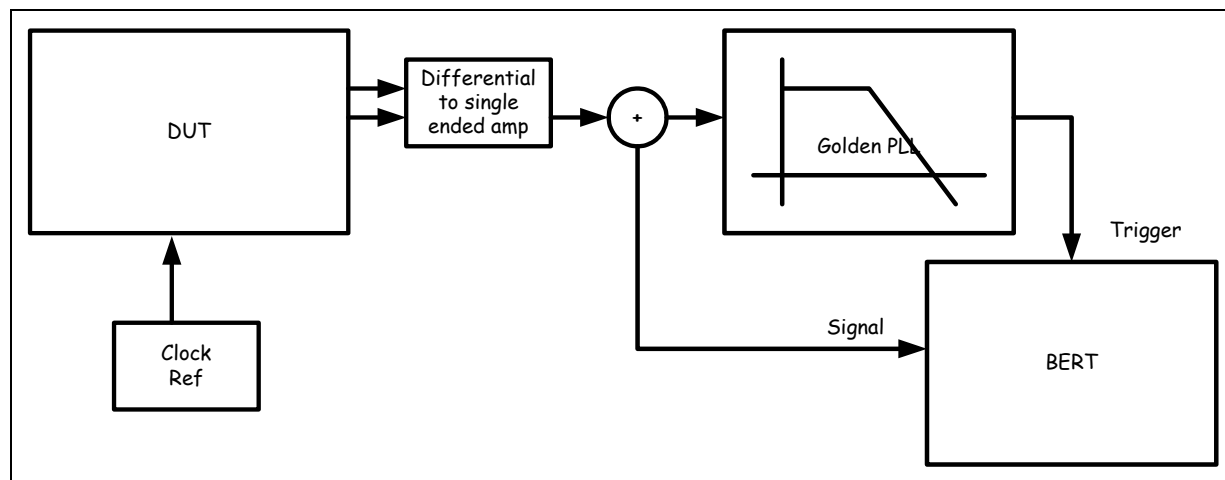 DUT
Differential
to single
ended amp
+
Golden PLL
Trigger
Clock
Ref
Signal
BERT